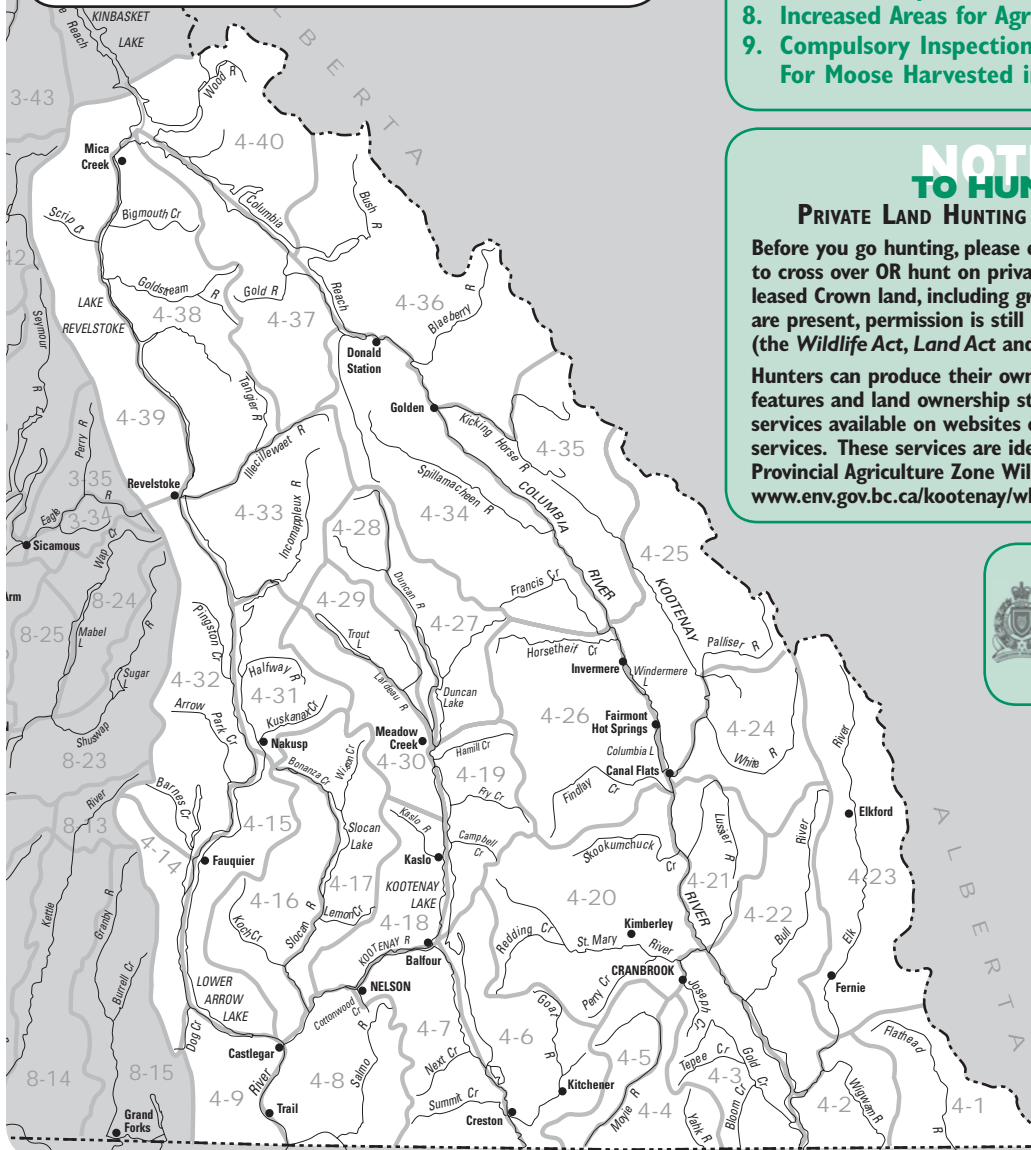 8. Increased Areas for Agr
9. Compulsory Inspection
For Moose Harvested i
NOT
TO HUN
PRIVATE LAND HUNTING
Before you go hunting, please
to cross over OR hunt on priva
leased Crown land, including gr
are present, permission is still
(the Wildlife Act, Land Act and
Hunters can produce their own
features and land ownership st
services available on websites
services. These services are ide
Provincial Agriculture Zone Wil
www.env.gov.bc.ca/kootenay/wl
KINBASKET
LAKE
Reach
ALBERTA
3-43
Wood R
4-40
Mica
Creek
Columbia
Reach
Bush R
Scrip Cr
Bigmouth Cr
42
Goldstream R
Gold R
LAKE
REVELSTOKE
4-38
4-37
4-36
Blaeberry R
Seymour R
Donald
Station
4-39
Tangier R
Golden
Kicking Horse R
4-35
Perry R
3-35
Illecillewaet R
Revelstoke
Spillamacheen R
COLUMBIA
RIVER
Eagle R
3-34
4-33
Incomappleux R
4-28
4-34
Sicamous
Wap Cr
4-25
KOOTENAY
RIVER
Arm
8-24
8-25
Mabel
L
Pingston Cr
4-29
Duncan R
4-27
Francis Cr
Trout
L
Palliser R
Horsetheif Cr
Invermere
Windermere
L
Sugar
L
4-32
Halfway R
4-31
Lardeau R
Duncan
Lake
Arrow Park Cr
Kuskanax Cr
4-26
Fairmont
Hot Springs
4-24
River
Shuswap
River
8-23
Nakusp
Meadow
Creek
4-30
Hamill Cr
Columbia L
White R
Bonanza Cr
Wilson Cr
4-19
Canal Flats
Barnes Cr
Findlay Cr
Fry Cr
8-13
4-14
4-15
Kaslo R
Slocan
Lake
Campbell
Cr
Lussier R
River
Elkford
ALBERTA
Fauquier
Kaslo
Skookumchuck
Cr
4-16
4-17
KOOTENAY
LAKE
4-20
4-21
4-23
Kettle
Granby R
Koch Cr
Slocan R
Lemon Cr
4-18
4-22
Kimberley
Redding Cr
St. Mary River
Bull
Elk
KOOTENAY R
Balfour
CRANBROOK
Burrell Cr
LOWER
ARROW
LAKE
NELSON
Perry Cr
Joseph Cr
Fernie
Cottonwood
Cr
Goat R
Flathead
R
Dog Cr
4-7
4-6
Castlegar
Next Cr
4-5
Tepee Cr
Gold Cr
8-14
8-15
4-8
Salmo R
4-3
4-9
River
Kitchener
Summit Cr
Moyie R
4-4
Bloom Cr
Wigwan R
Trail
4-2
4-1
Grand
Forks
Creston
Yahk R